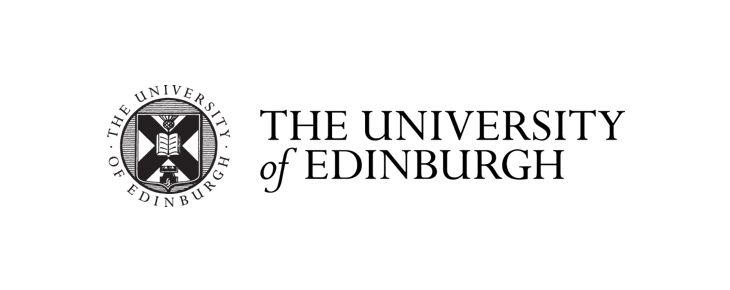 THE UNIVERSITY
· OF EDINBURGH ·
THE UNIVERSITY
of EDINBURGH